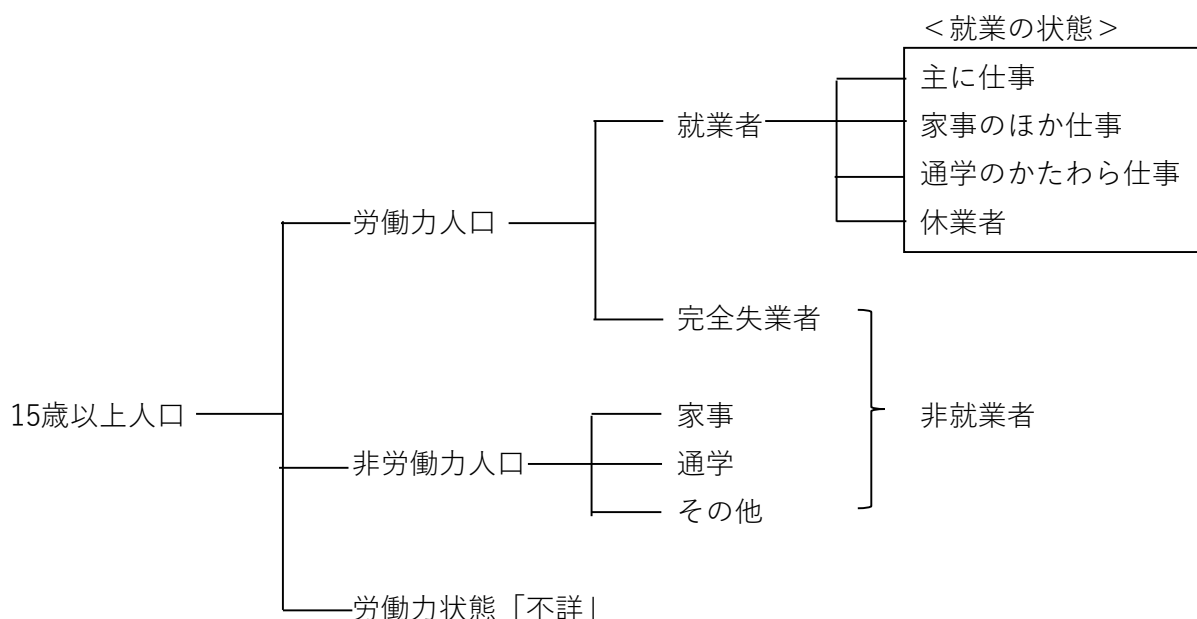 ＜就業の状態＞
主に仕事
就業者
家事のほか仕事
通学のかたわら仕事
労働力人口
休業者
完全失業者
15歳以上人口
家事
非就業者
非労働力人口
通学
その他
労働力状態「不詳」